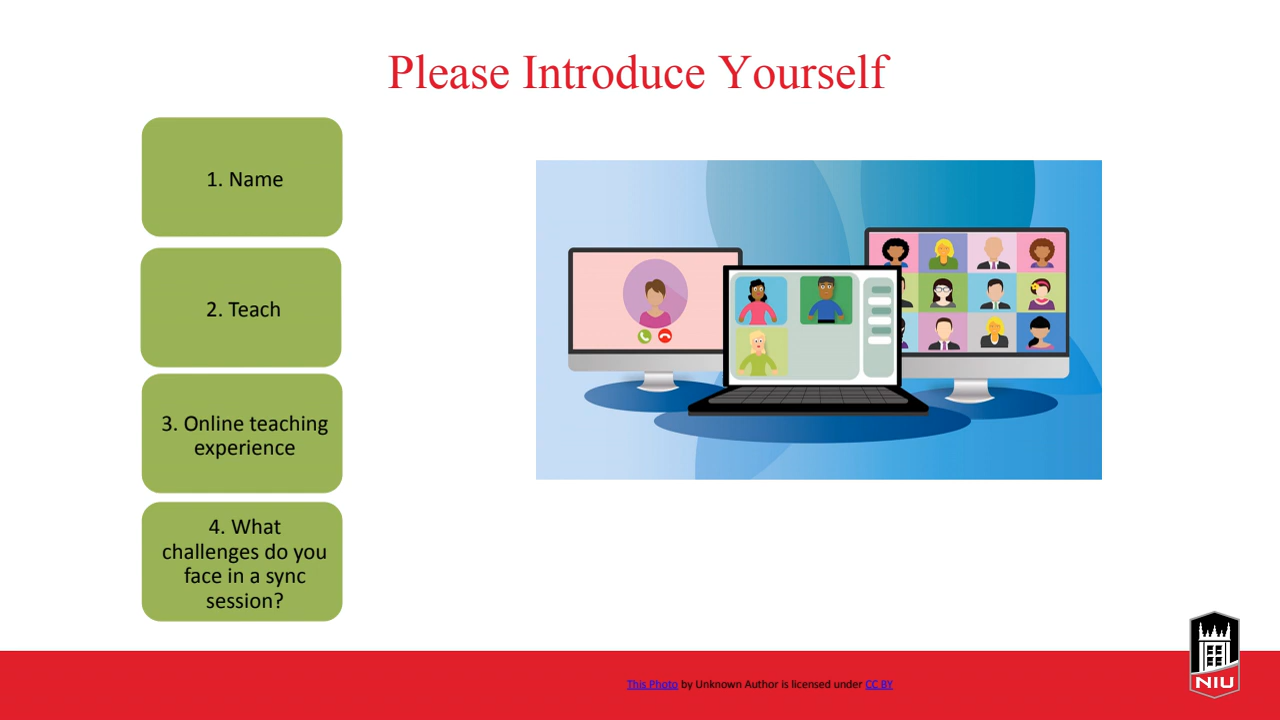 Please Introduce Yourself
1. Name
2. Teach
3. Online teaching
experience
4. What
challenges do you
face in a sync
session?
This Photo by Unknown Author is licensed under CC BY
NIU